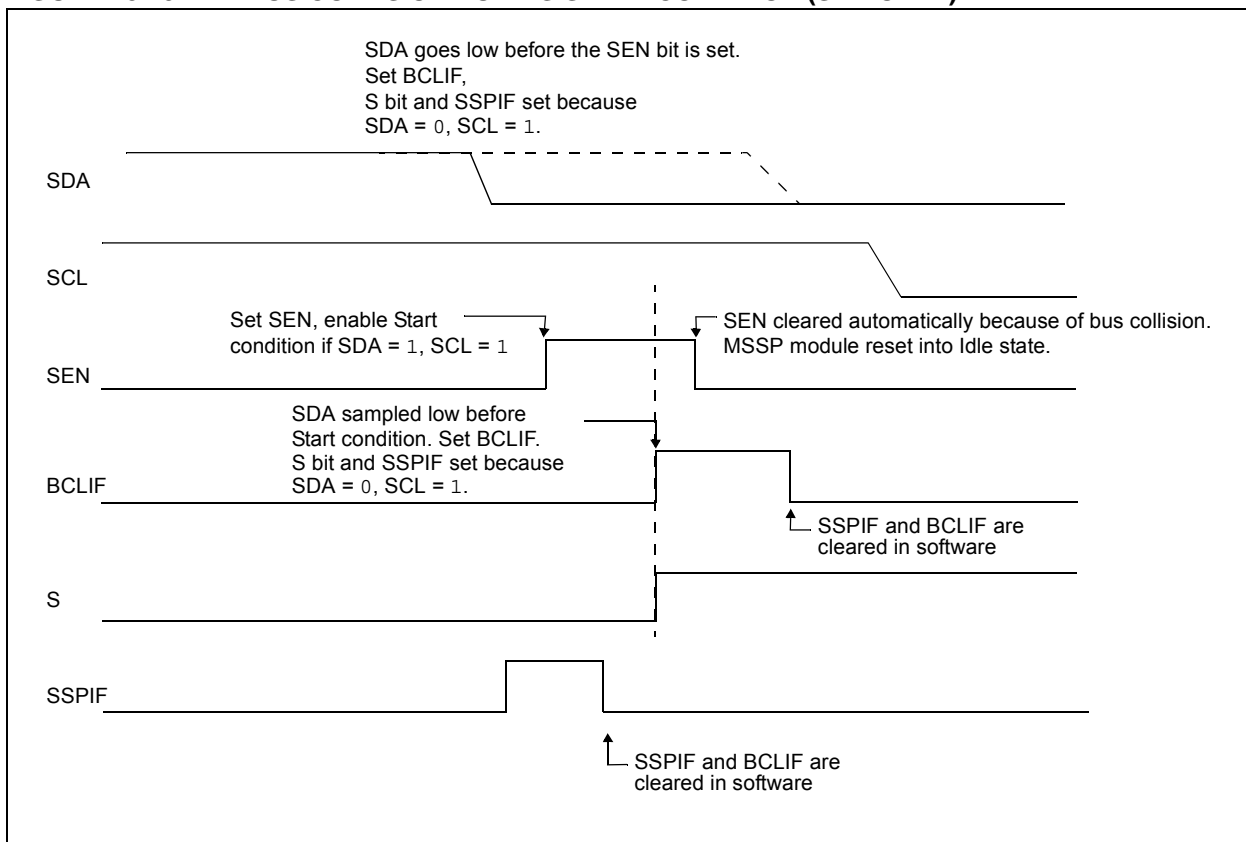 SDA goes low before the SEN bit is set.
Set BCLIF,
S bit and SSPIF set because
SDA = 0, SCL = 1.
SDA
SCL
Set SEN, enable Start
condition if SDA = 1, SCL = 1
SEN cleared automatically because of bus collision.
MSSP module reset into Idle state.
SEN
SDA sampled low before
Start condition. Set BCLIF.
S bit and SSPIF set because
SDA = 0, SCL = 1.
BCLIF
SSPIF and BCLIF are
cleared in software
S
SSPIF
SSPIF and BCLIF are
cleared in software